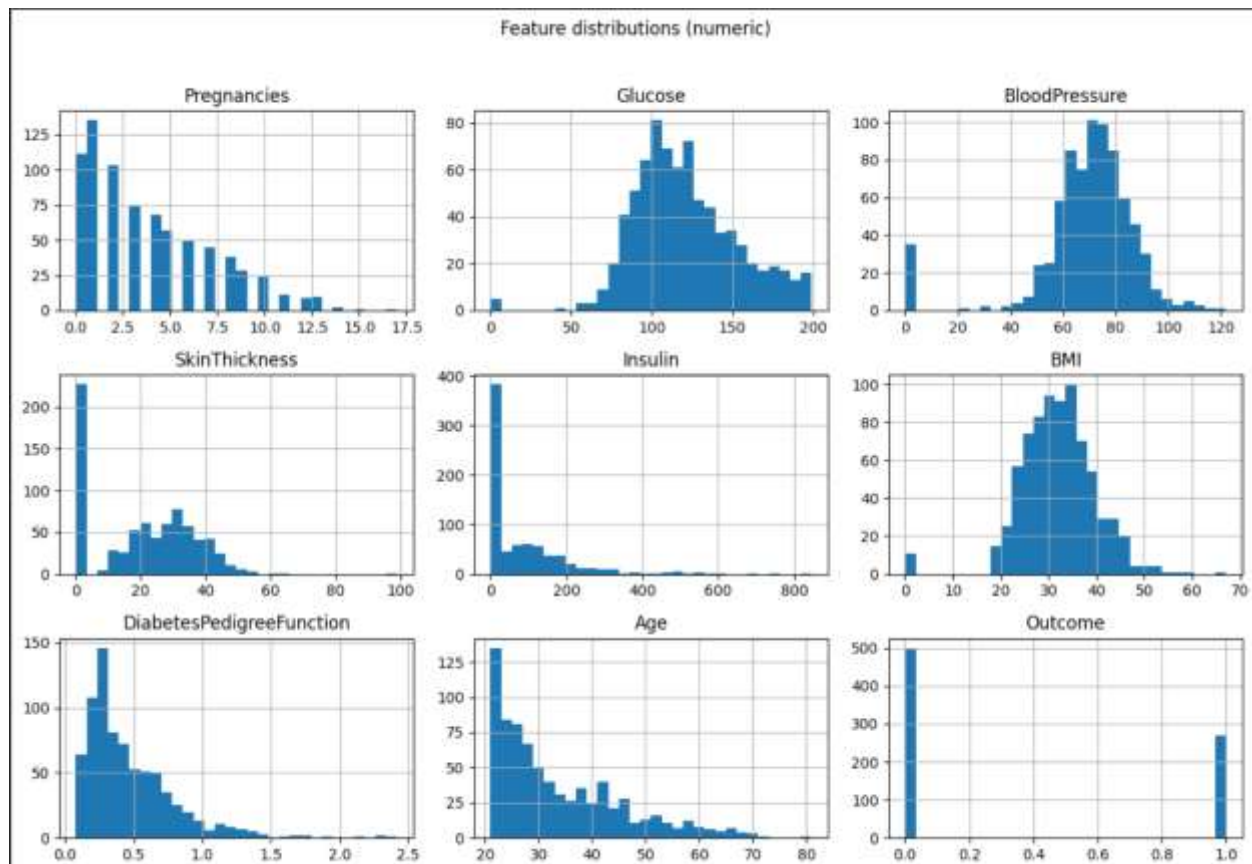 Feature distributions (numeric)
Pregnancies
125
100
75
50
25
0
0.0 2.5 5.0 7.5 10.0 12.5 15.0 17.5
Glucose
80
60
40
20
0
0 50 100 150 200
BloodPressure
100
80
60
40
20
0
0 20 40 60 80 100 120
SkinThickness
200
150
100
50
0
0 20 40 60 80 100
Insulin
400
300
200
100
0
0 200 400 600 800
BMI
100
80
60
40
20
0
0 10 20 30 40 50 60 70
DiabetesPedigreeFunction
150
100
50
0
0.0 0.5 1.0 1.5 2.0 2.5
Age
125
100
75
50
25
0
20 30 40 50 60 70 80
Outcome
500
400
300
200
100
0
0.0 0.2 0.4 0.6 0.8 1.0